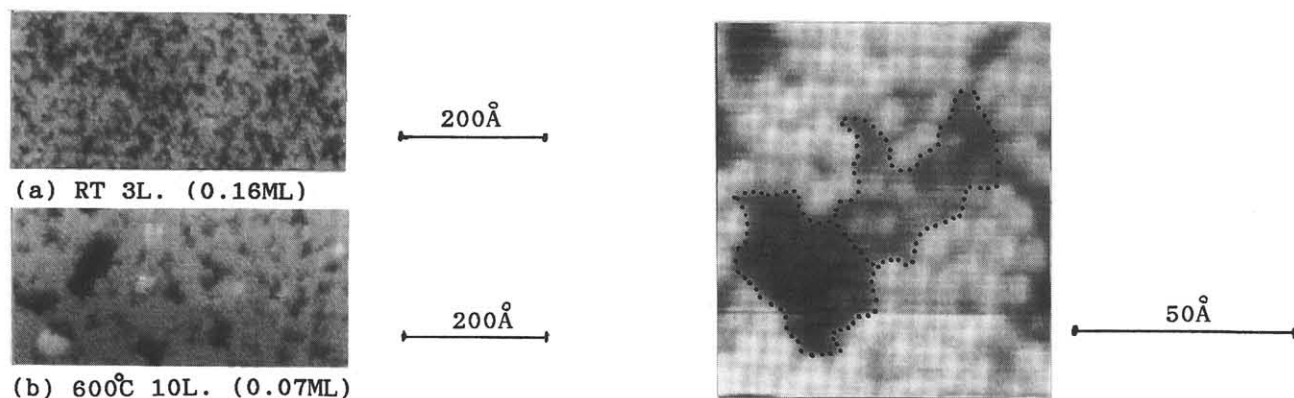 200Å
(a) RT 3L. (0.16ML)
200Å
(b) 600°C 10L. (0.07ML)
50Å